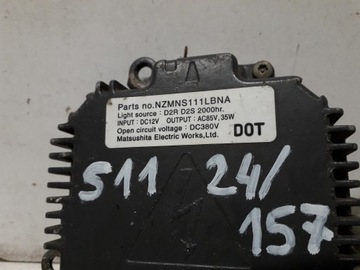 Parts no.NZMNS111LBNA
Light source : D2R D2S 2000hr.
INPUT : DC12V OUTPUT : AC85V, 35W
Open circuit voltage : DC380V
Matsushita Electric Works,Ltd. DOT
S11 24/
157